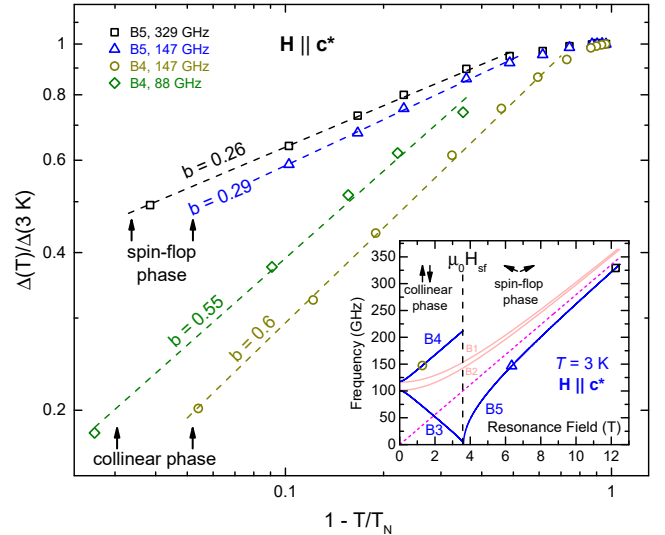 B5, 329 GHz
B5, 147 GHz
B4, 147 GHz
B4, 88 GHz
H || c*
1
0.8
0.6
0.4
0.2
Δ(T)/Δ(3 K)
b = 0.26
b = 0.29
b = 0.55
b = 0.6
spin-flop
phase
collinear phase
0.1
1
1 - T/T_N
μ₀H_sf
collinear
phase
spin-flop
phase
B4
B1
B2
B3
B5
T = 3 K
H || c*
Resonance Field (T)
Frequency (GHz)
350
300
250
200
150
100
50
0
0 2 4 6 8 10 12